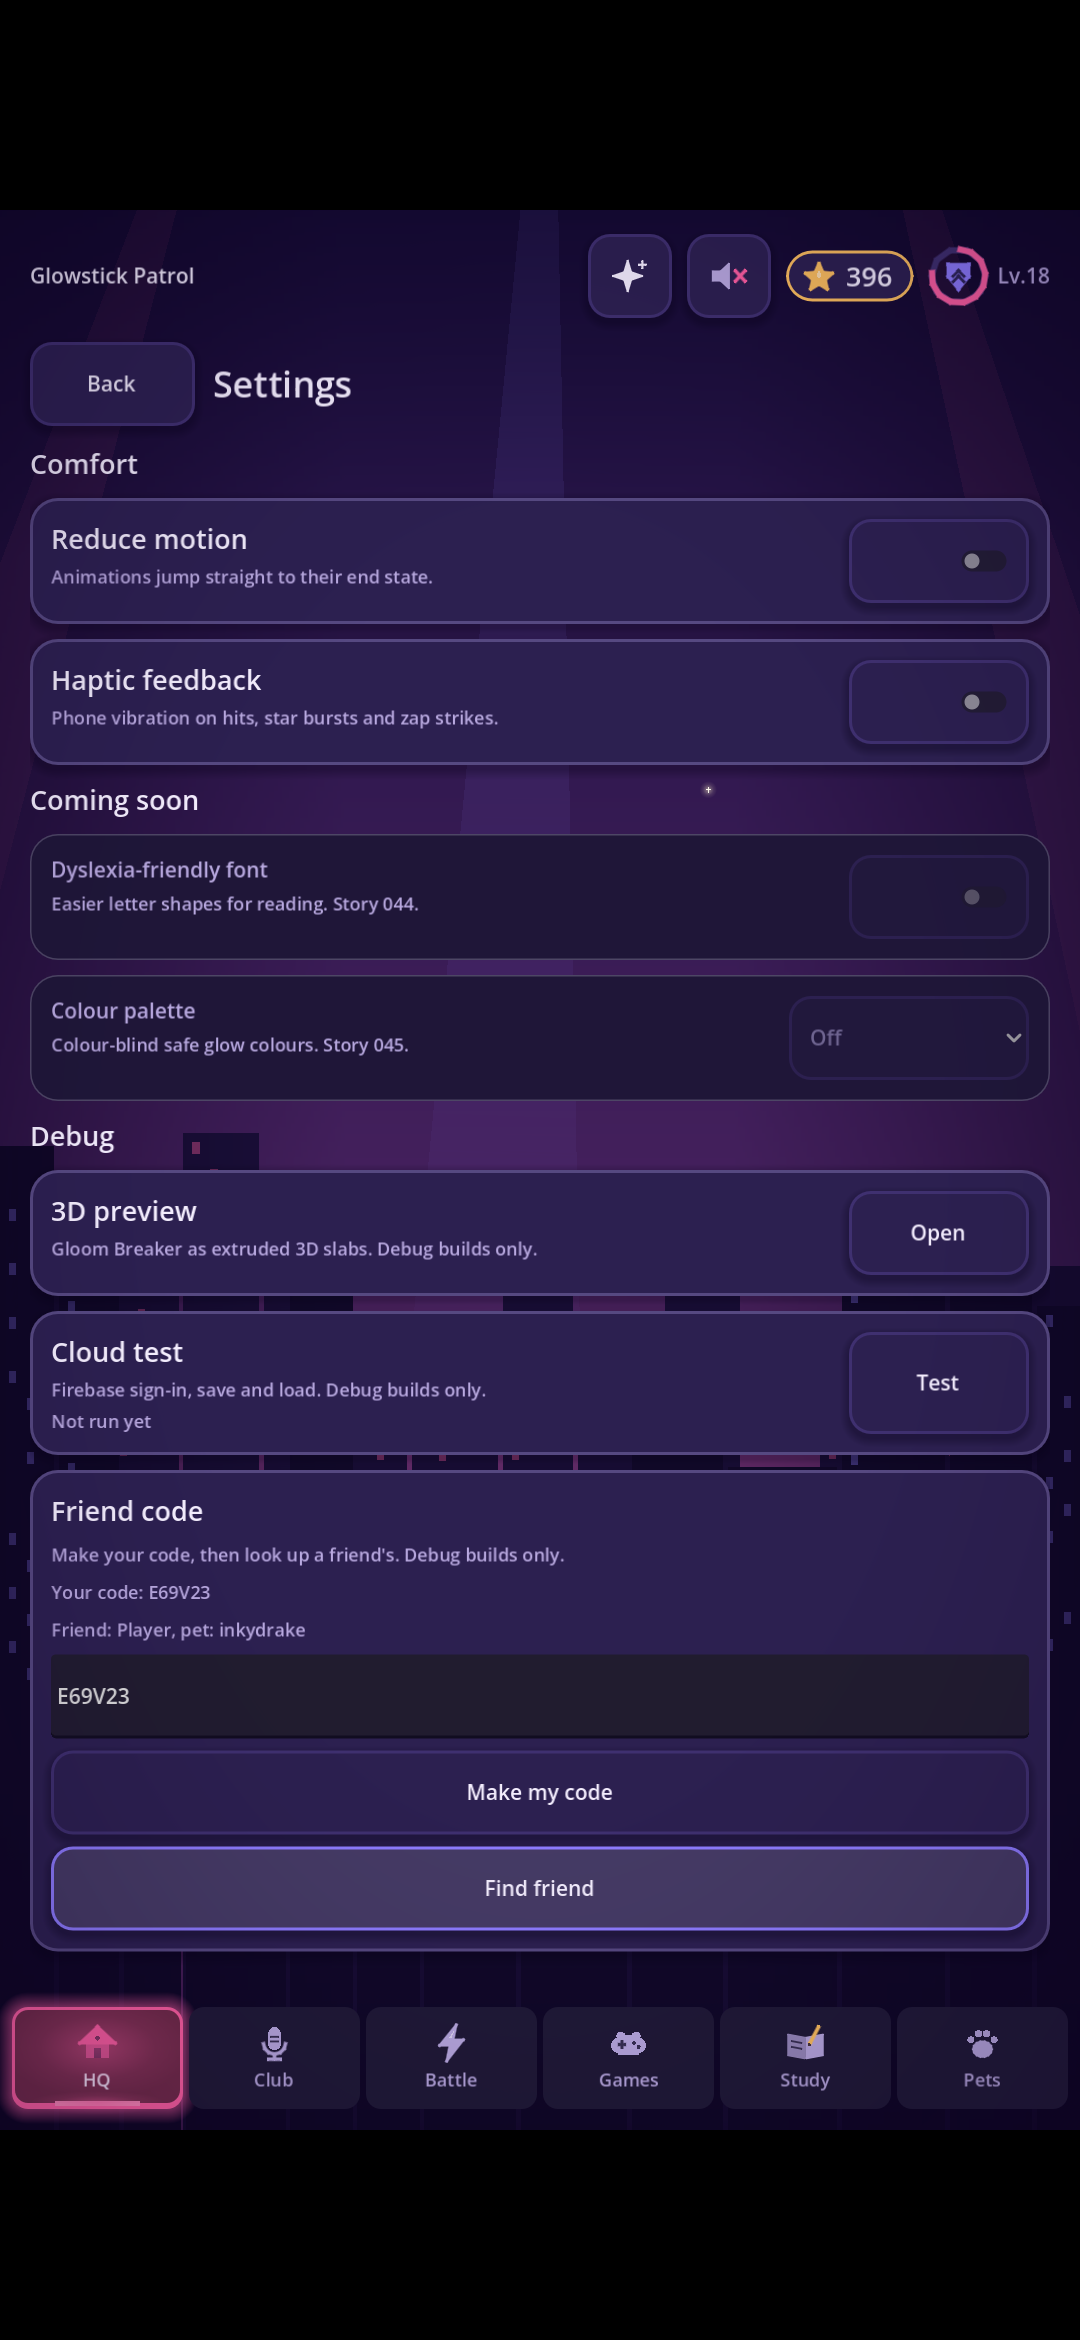 Glowstick Patrol
396
Lv.18
Back
Settings
Comfort
Reduce motion
Animations jump straight to their end state.
Haptic feedback
Phone vibration on hits, star bursts and zap strikes.
Coming soon
Dyslexia-friendly font
Easier letter shapes for reading. Story 044.
Colour palette
Colour-blind safe glow colours. Story 045.
Off
Debug
3D preview
Gloom Breaker as extruded 3D slabs. Debug builds only.
Open
Cloud test
Firebase sign-in, save and load. Debug builds only.
Not run yet
Test
Friend code
Make your code, then look up a friend's. Debug builds only.
Your code: E69V23
Friend: Player, pet: inkydrake
E69V23
Make my code
Find friend
HQ
Club
Battle
Games
Study
Pets